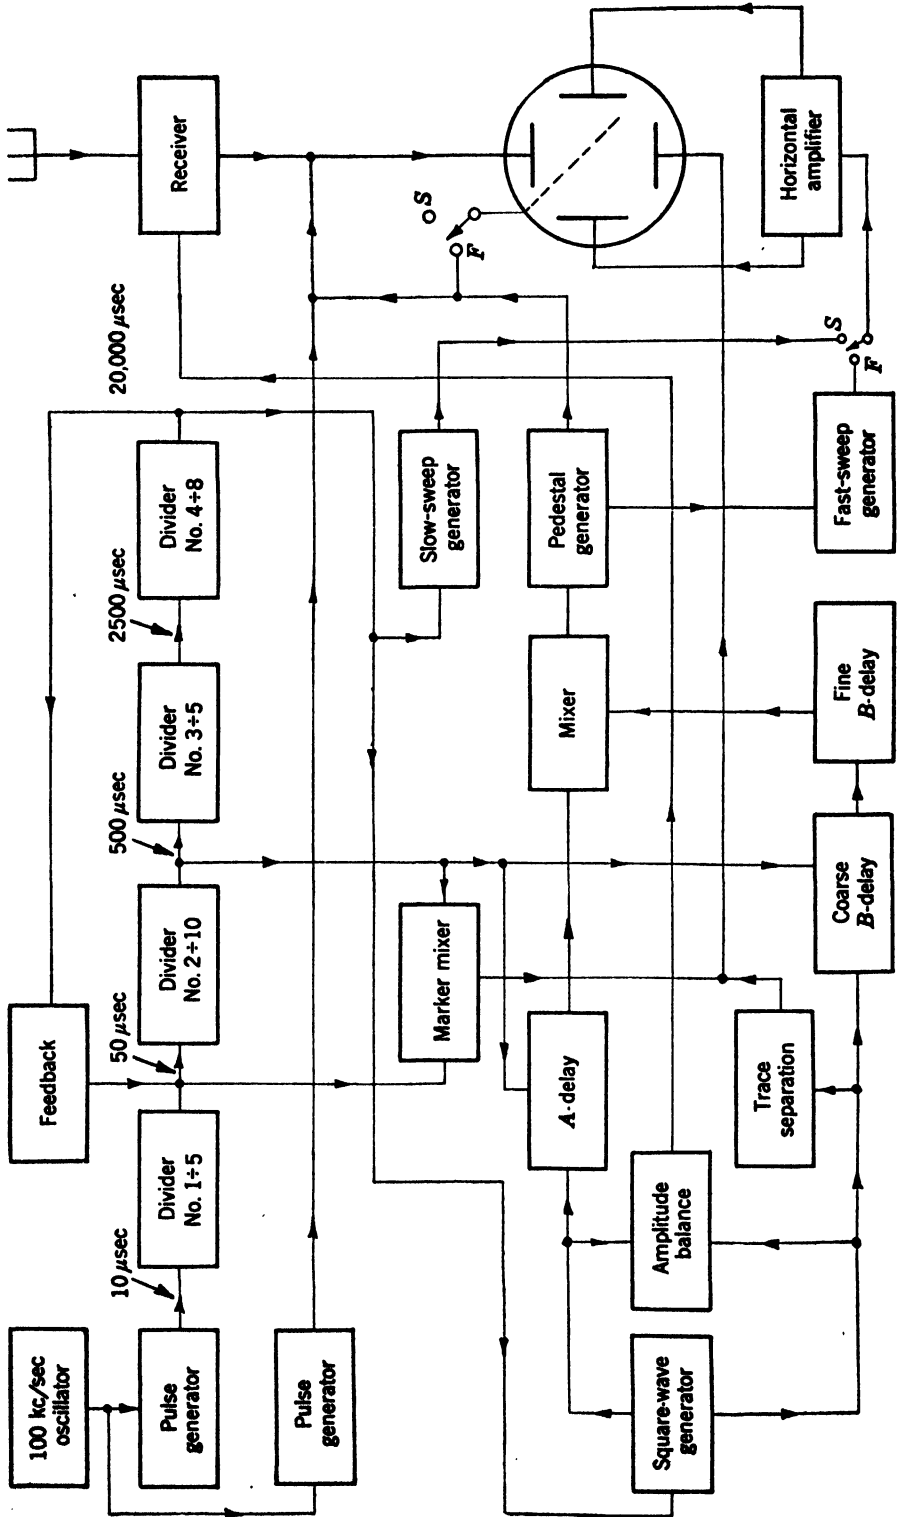 100 kc/sec
oscillator
Feedback
Pulse
generator
10 μsec
Divider
No. 1÷5
50 μsec
Divider
No. 2÷10
500 μsec
Divider
No. 3÷5
2500 μsec
Divider
No. 4÷8
20,000 μsec
Receiver
Pulse
generator
Marker mixer
Slow-sweep
generator
S
F
A-delay
Mixer
Pedestal
generator
Square-wave
generator
Amplitude
balance
Trace
separation
Coarse
B-delay
Fine
B-delay
Fast-sweep
generator
S
F
Horizontal
amplifier